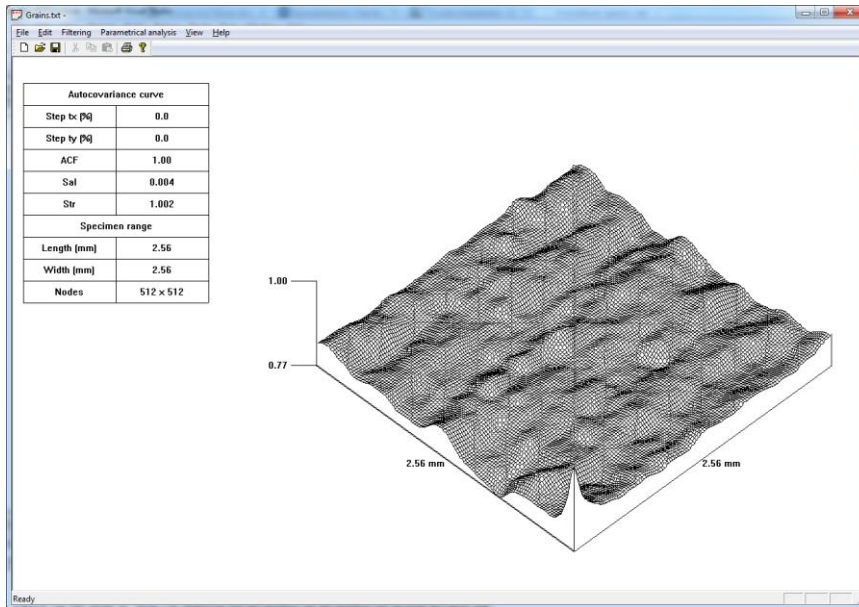 Grains.txt -
File Edit Filtering Parametrical analysis View Help
Autocovariance curve
Step tx (%) 0.0
Step ty (%) 0.0
ACF 1.00
Sal 0.004
Str 1.002
Specimen range
Length (mm) 2.56
Width (mm) 2.56
Nodes 512 × 512
1.00
0.77
2.56 mm
2.56 mm
Ready